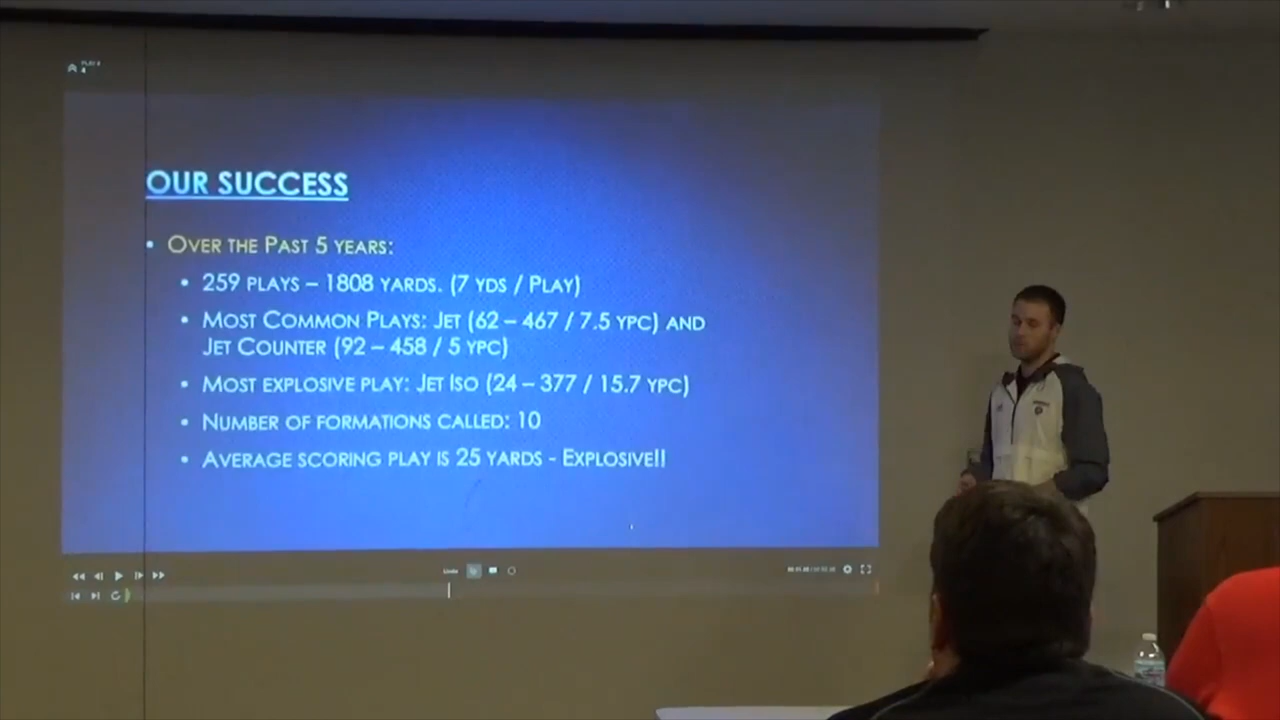 OUR SUCCESS
• OVER THE PAST 5 YEARS:
• 259 PLAYS – 1808 YARDS. (7 YDS / PLAY)
• MOST COMMON PLAYS: JET (62 – 467 / 7.5 YPC) AND
JET COUNTER (92 – 458 / 5 YPC)
• MOST EXPLOSIVE PLAY: JET ISO (24 – 377 / 15.7 YPC)
• NUMBER OF FORMATIONS CALLED: 10
• AVERAGE SCORING PLAY IS 25 YARDS - EXPLOSIVE!!